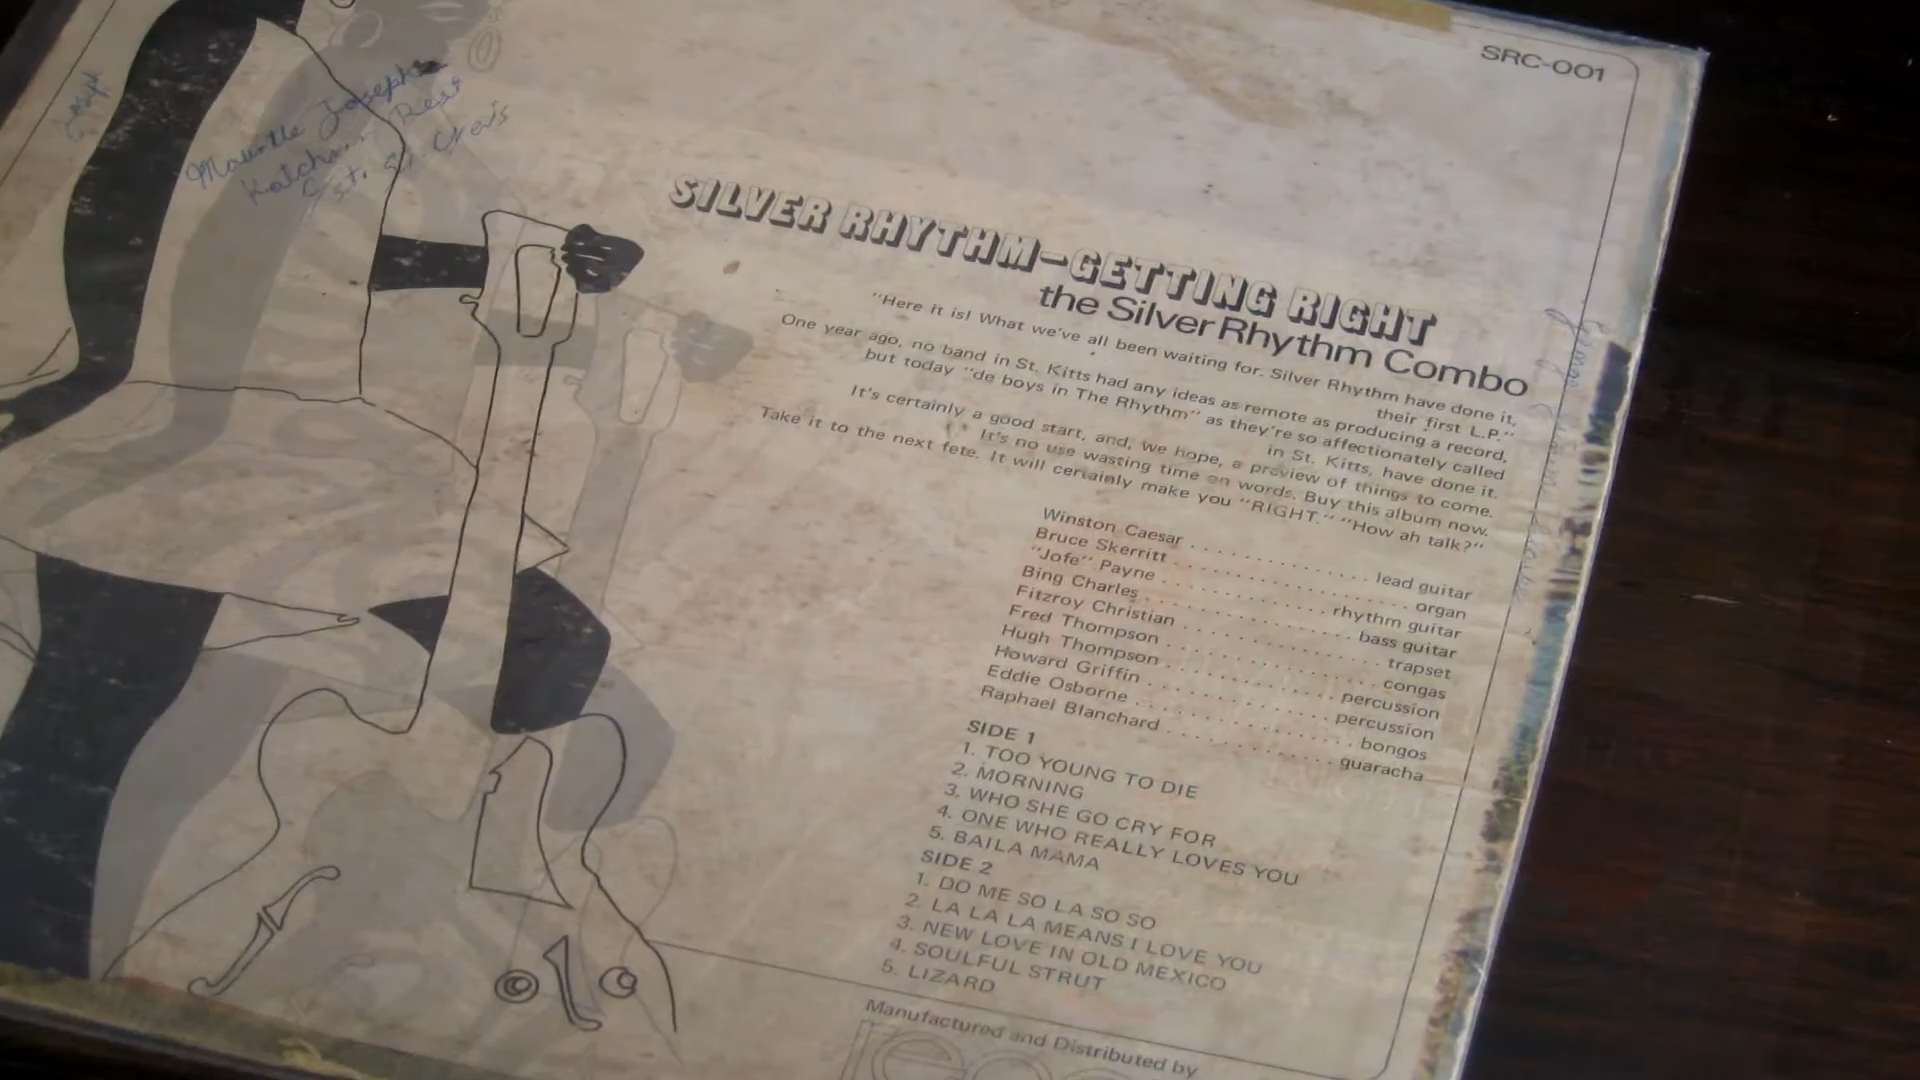 SRC-001
Joseph
Joseph
Rest
Est. St. Croix
SILVER RHYTHM—GETTING RIGHT
the Silver Rhythm Combo
"Here it is! What we've all been waiting for. Silver Rhythm have done it,
their first L.P."
One year ago, no band in St. Kitts had any ideas as remote as producing a record,
but today "de boys in The Rhythm" as they're so affectionately called
in St. Kitts, have done it.
It's certainly a good start, and, we hope, a preview of things to come.
It's no use wasting time on words. Buy this album now.
Take it to the next fete. It will certainly make you "RIGHT." "How ah talk?"
Winston Caesar . . . . . . . . . . . . . . lead guitar
Bruce Skerritt . . . . . . . . . . . . . . . . . . organ
"Jofe" Payne . . . . . . . . . . . . . rhythm guitar
Bing Charles . . . . . . . . . . . . . . . bass guitar
Fitzroy Christian . . . . . . . . . . . . . . . trapset
Fred Thompson . . . . . . . . . . . . . . . . congas
Hugh Thompson . . . . . . . . . . . . percussion
Howard Griffin . . . . . . . . . . . . . percussion
Eddie Osborne . . . . . . . . . . . . . . . . bongos
Raphael Blanchard . . . . . . . . . . . . guaracha
SIDE 1
1. TOO YOUNG TO DIE
2. MORNING
3. WHO SHE GO CRY FOR
4. ONE WHO REALLY LOVES YOU
5. BAILA MAMA
SIDE 2
1. DO ME SO LA SO SO
2. LA LA LA MEANS I LOVE YOU
3. NEW LOVE IN OLD MEXICO
4. SOULFUL STRUT
5. LIZARD
Manufactured and Distributed by